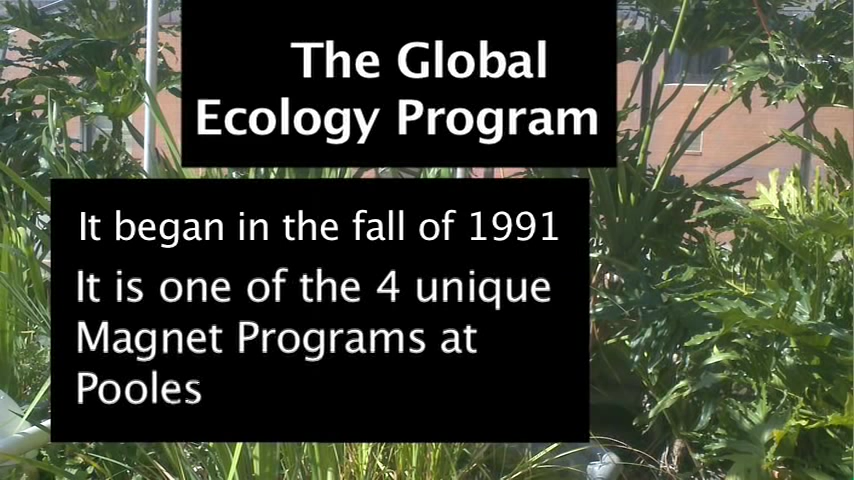 The Global
Ecology Program
It began in the fall of 1991
It is one of the 4 unique
Magnet Programs at
Pooles